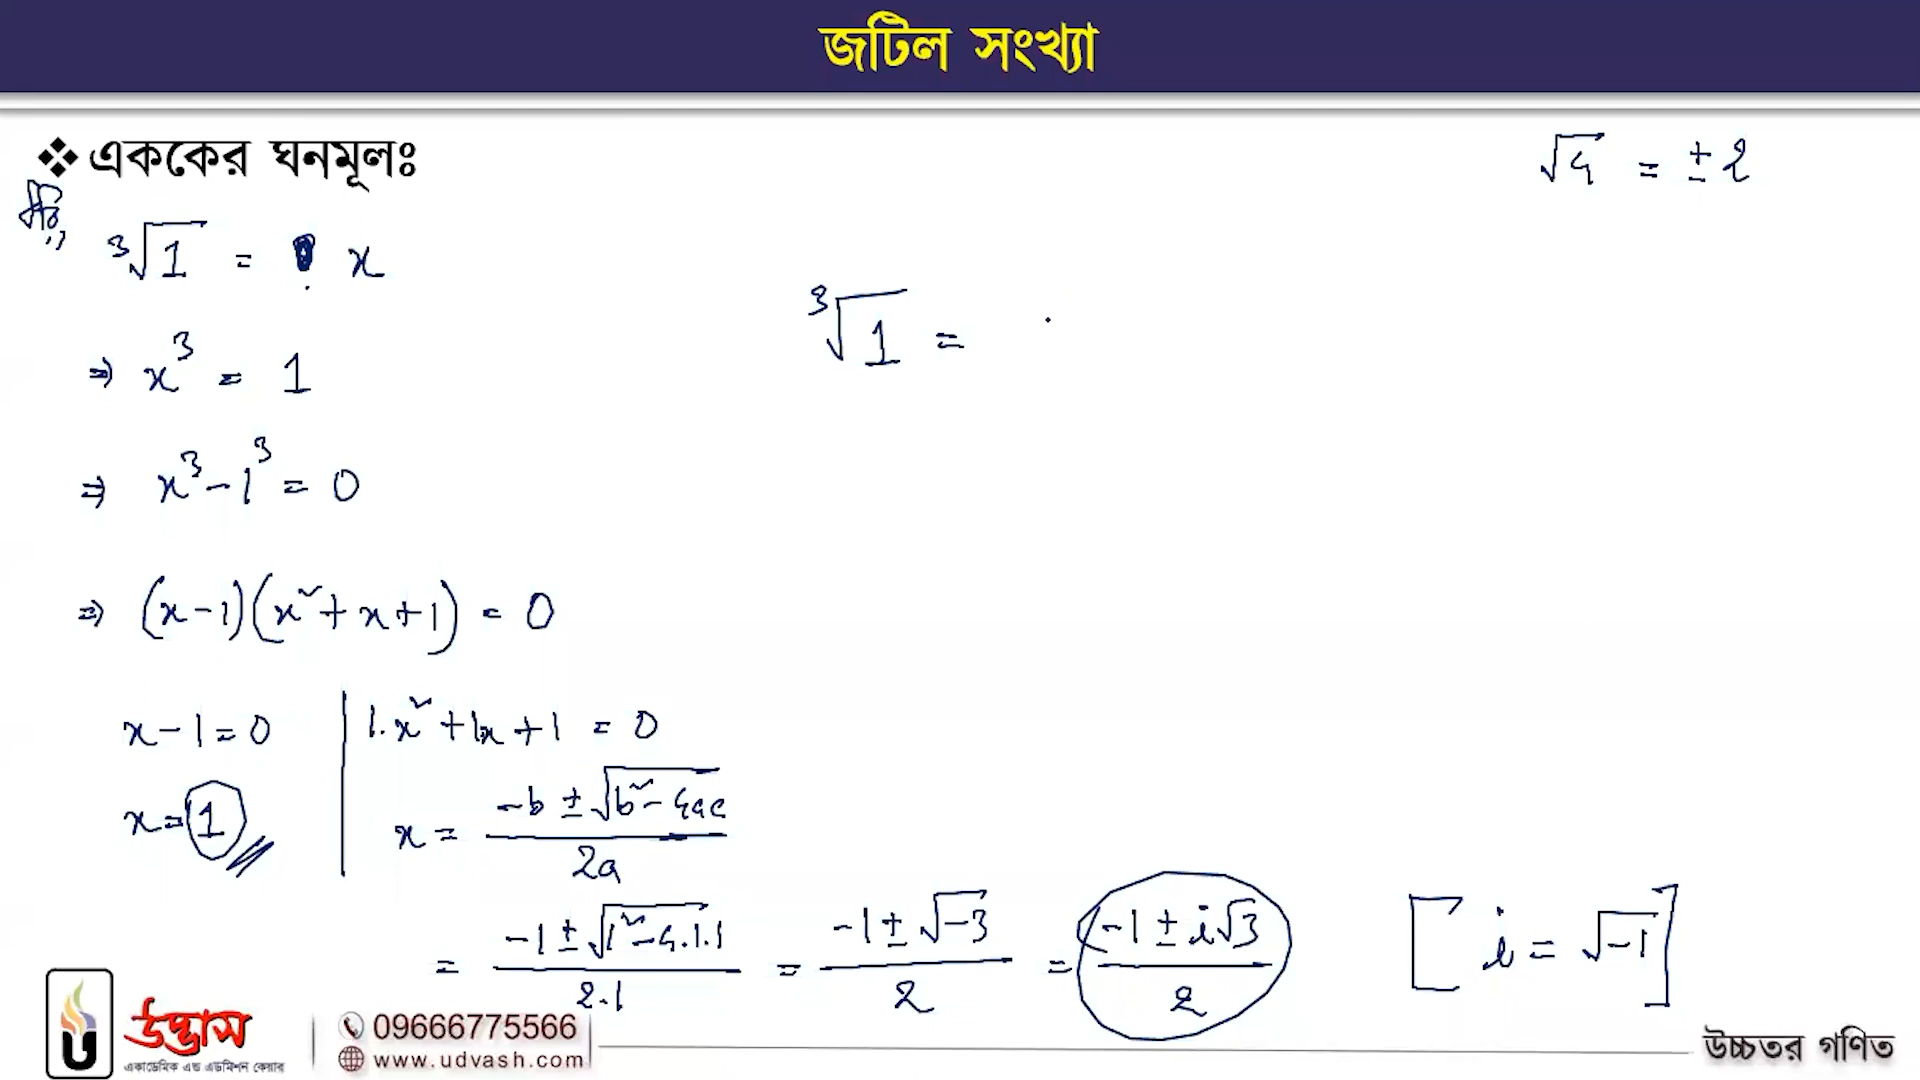 জটিল সংখ্যা
❖ এককের ঘনমূলঃ
√4 = ± 2
ধরি,
∛1 = x
∛1 =
⇒ x³ = 1
⇒ x³ - 1³ = 0
⇒ (x-1)(x² + x + 1) = 0
x - 1 = 0
x = 1
1.x² + 1x + 1 = 0
x = (-b ± √(b² - 4ac)) / 2a
= (-1 ± √(1² - 4.1.1)) / 2.1 = (-1 ± √-3) / 2 = (-1 ± i√3) / 2
[i = √-1]
উদ্ভাস
একাডেমিক এন্ড এডমিশন কেয়ার
09666775566
www.udvash.com
উচ্চতর গণিত